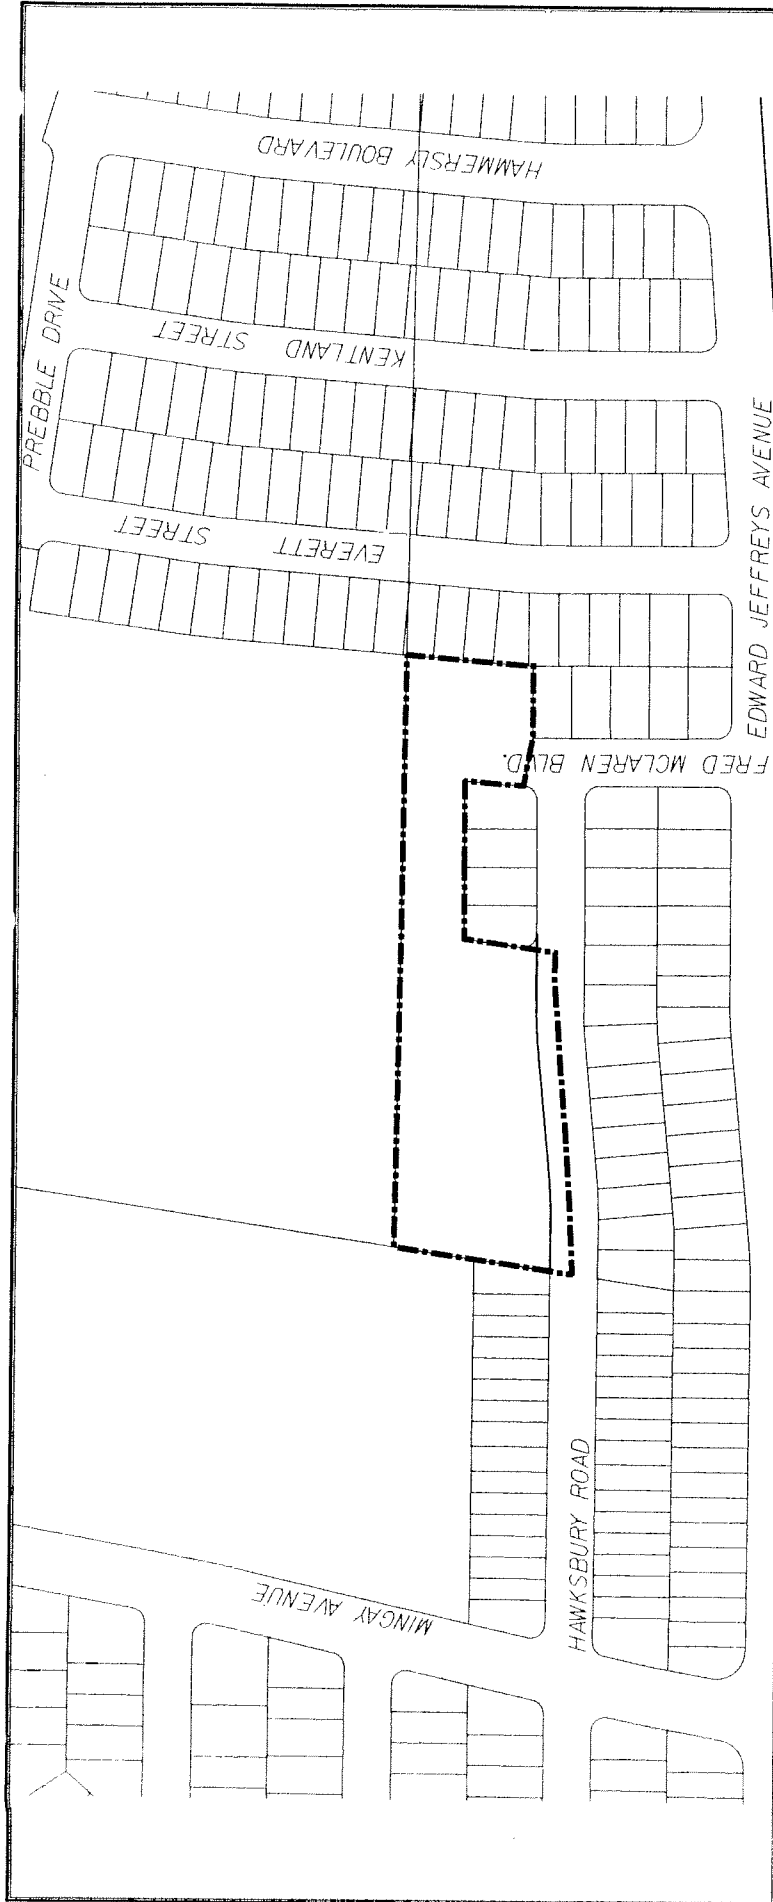 HAMMERSLY BOULEVARD
PREBBLE DRIVE
KENTLAND STREET
EVERETT STREET
EDWARD JEFFREYS AVENUE
FRED MCLAREN BLVD.
HAWKSBURY ROAD
MINGAY AVENUE